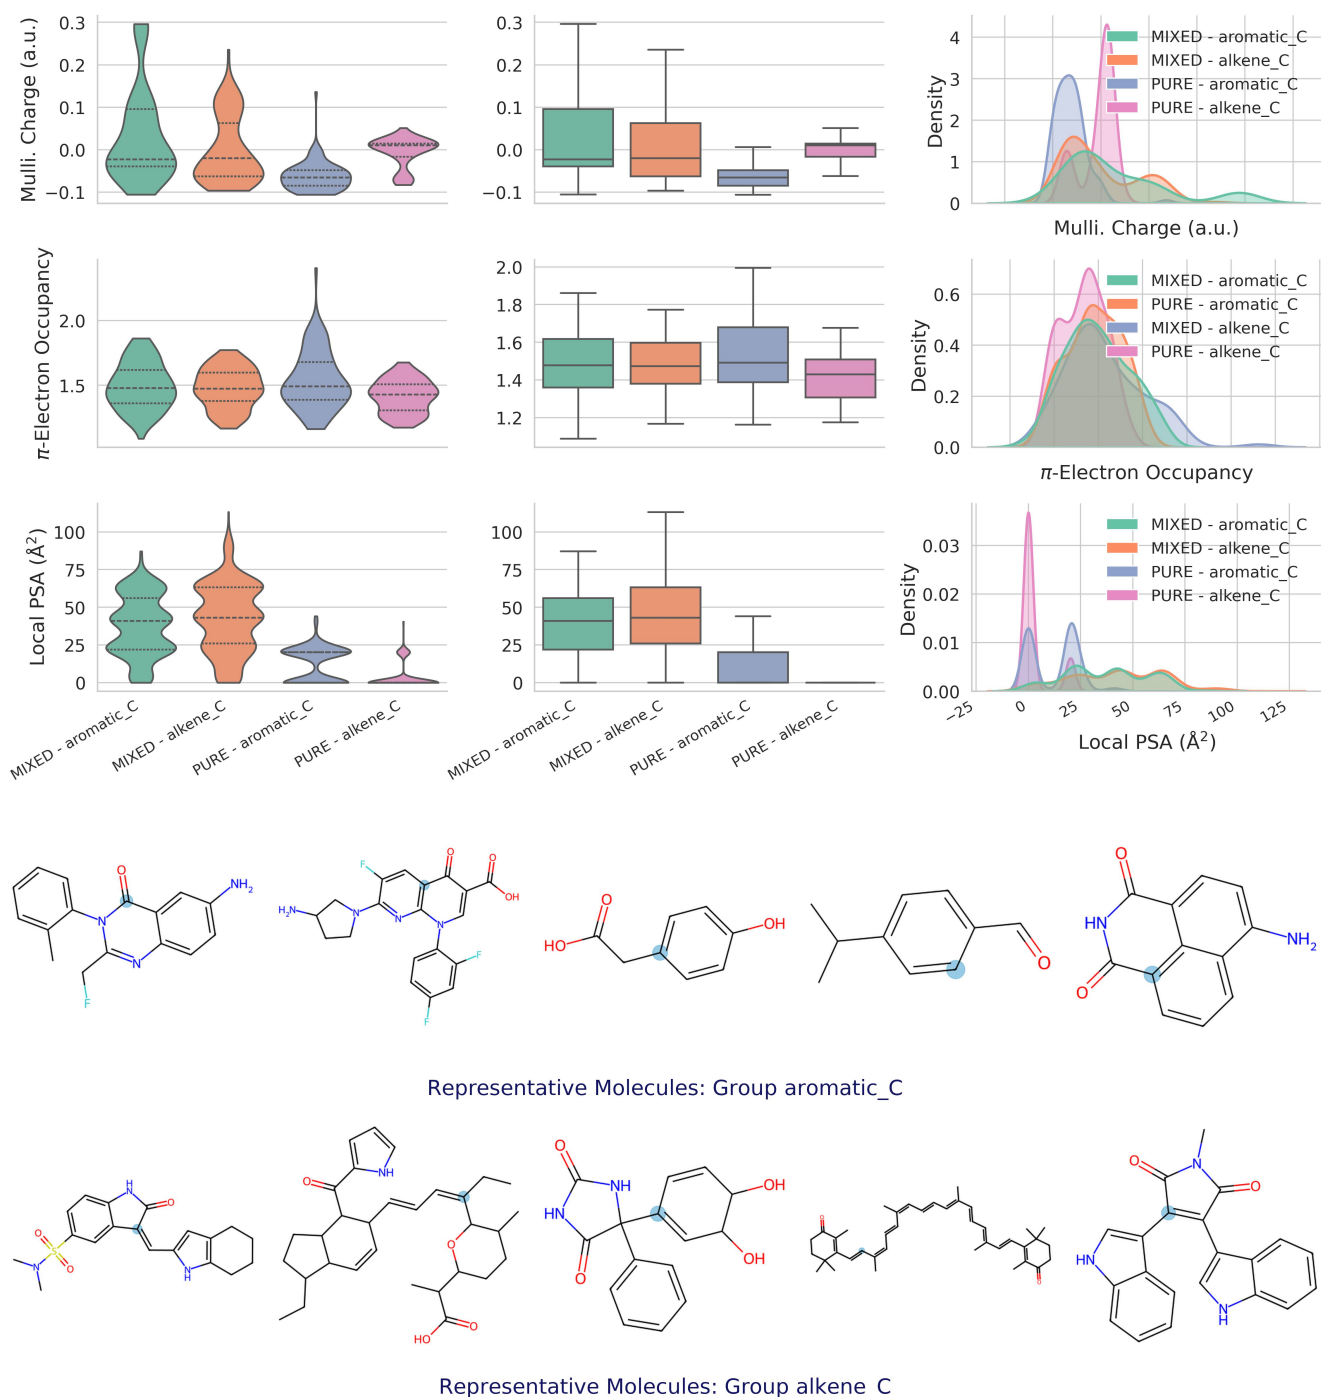 Mulli. Charge (a.u.)
0.3
0.2
0.1
0.0
−0.1
0.3
0.2
0.1
0.0
−0.1
Density
4
3
2
1
0
MIXED - aromatic_C
MIXED - alkene_C
PURE - aromatic_C
PURE - alkene_C
Mulli. Charge (a.u.)
π-Electron Occupancy
2.0
1.5
2.0
1.8
1.6
1.4
1.2
Density
0.6
0.4
0.2
0.0
MIXED - aromatic_C
PURE - aromatic_C
MIXED - alkene_C
PURE - alkene_C
π-Electron Occupancy
Local PSA (Å²)
100
75
50
25
0
MIXED - aromatic_C
MIXED - alkene_C
PURE - aromatic_C
PURE - alkene_C
100
75
50
25
0
MIXED - aromatic_C
MIXED - alkene_C
PURE - aromatic_C
PURE - alkene_C
Density
0.03
0.02
0.01
0.00
MIXED - aromatic_C
MIXED - alkene_C
PURE - aromatic_C
PURE - alkene_C
−25
0
25
50
75
100
125
Local PSA (Å²)
O
NH₂
N
N
F
F
O
O
OH
H₂N
N
N
N
F
F
O
HO
OH
O
O
HN
O
NH₂
Representative Molecules: Group aromatic_C
H
N
O
O
S
O
N
N
H
O
NH
O
HO
O
O
NH
HN
O
OH
OH
O
O
N
O
O
HN
N
H
Representative Molecules: Group alkene_C